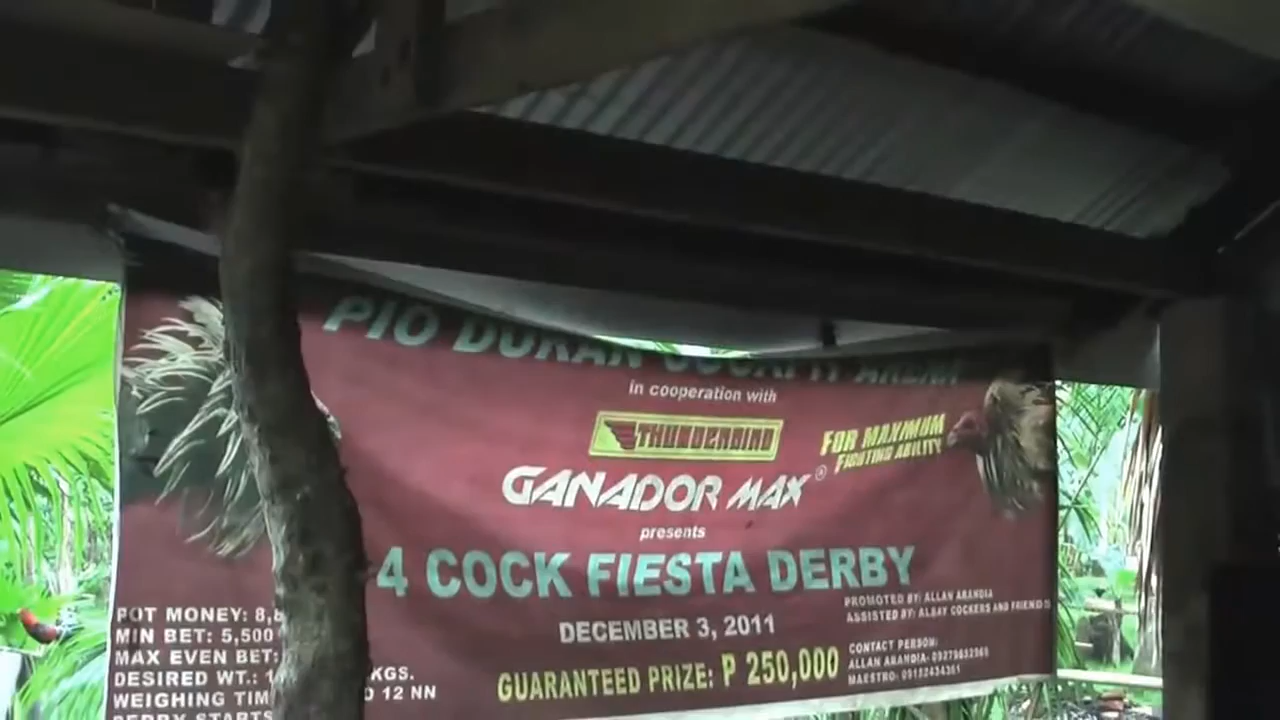 PIO DURAN COCKPIT ARENA
in cooperation with
THUNDERBIRD
FOR MAXIMUM
FIGHTING ABILITY
GANADOR MAX®
presents
4 COCK FIESTA DERBY
DECEMBER 3, 2011
GUARANTEED PRIZE: P 250,000
PROMOTED BY: ALLAN ARANDIA
ASSISTED BY: ALBAY COCKERS AND FRIENDS
CONTACT PERSON:
ALLAN ARANDIA-
MAESTRO-
POT MONEY: 8,8
MIN BET: 5,500
MAX EVEN BET:
DESIRED WT.: 1 KGS.
WEIGHING TIM O 12 NN
DERBY STARTS